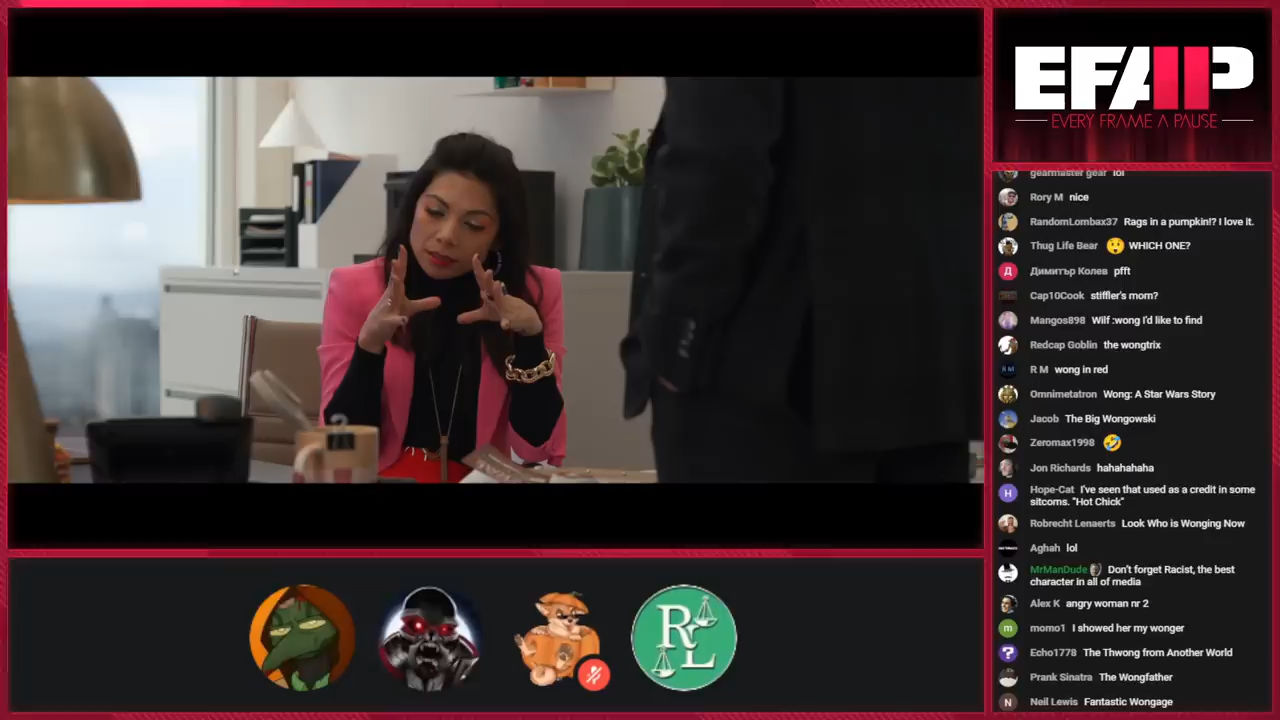 EFAP
EVERY FRAME A PAUSE
gearmaster gear lol
Rory M nice
RandomLombax37 Rags in a pumpkin!? I love it.
Thug Life Bear 😲 WHICH ONE?
Д
Димитър Колев pfft
Cap10Cook stiffler's mom?
Mangos898 Wilf :wong I'd like to find
Redcap Goblin the wongtrix
R M
R M wong in red
Omnimetatron Wong: A Star Wars Story
Jacob The Big Wongowski
Zeromax1998 🤣
Jon Richards hahahahaha
H
Hope-Cat I've seen that used as a credit in some
sitcoms. "Hot Chick"
Robrecht Lenaerts Look Who is Wonging Now
Aghah lol
MrManDude Don't forget Racist, the best
character in all of media
Alex K angry woman nr 2
m
momo1 I showed her my wonger
?
Echo1778 The Thwong from Another World
Prank Sinatra The Wongfather
N
Neil Lewis Fantastic Wongage
R L